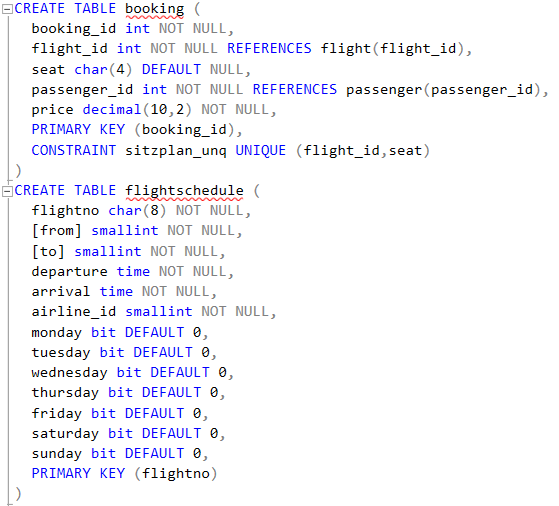 CREATE TABLE booking (
booking_id int NOT NULL,
flight_id int NOT NULL REFERENCES flight(flight_id),
seat char(4) DEFAULT NULL,
passenger_id int NOT NULL REFERENCES passenger(passenger_id),
price decimal(10,2) NOT NULL,
PRIMARY KEY (booking_id),
CONSTRAINT sitzplan_unq UNIQUE (flight_id,seat)
)
CREATE TABLE flightschedule (
flightno char(8) NOT NULL,
[from] smallint NOT NULL,
[to] smallint NOT NULL,
departure time NOT NULL,
arrival time NOT NULL,
airline_id smallint NOT NULL,
monday bit DEFAULT 0,
tuesday bit DEFAULT 0,
wednesday bit DEFAULT 0,
thursday bit DEFAULT 0,
friday bit DEFAULT 0,
saturday bit DEFAULT 0,
sunday bit DEFAULT 0,
PRIMARY KEY (flightno)
)